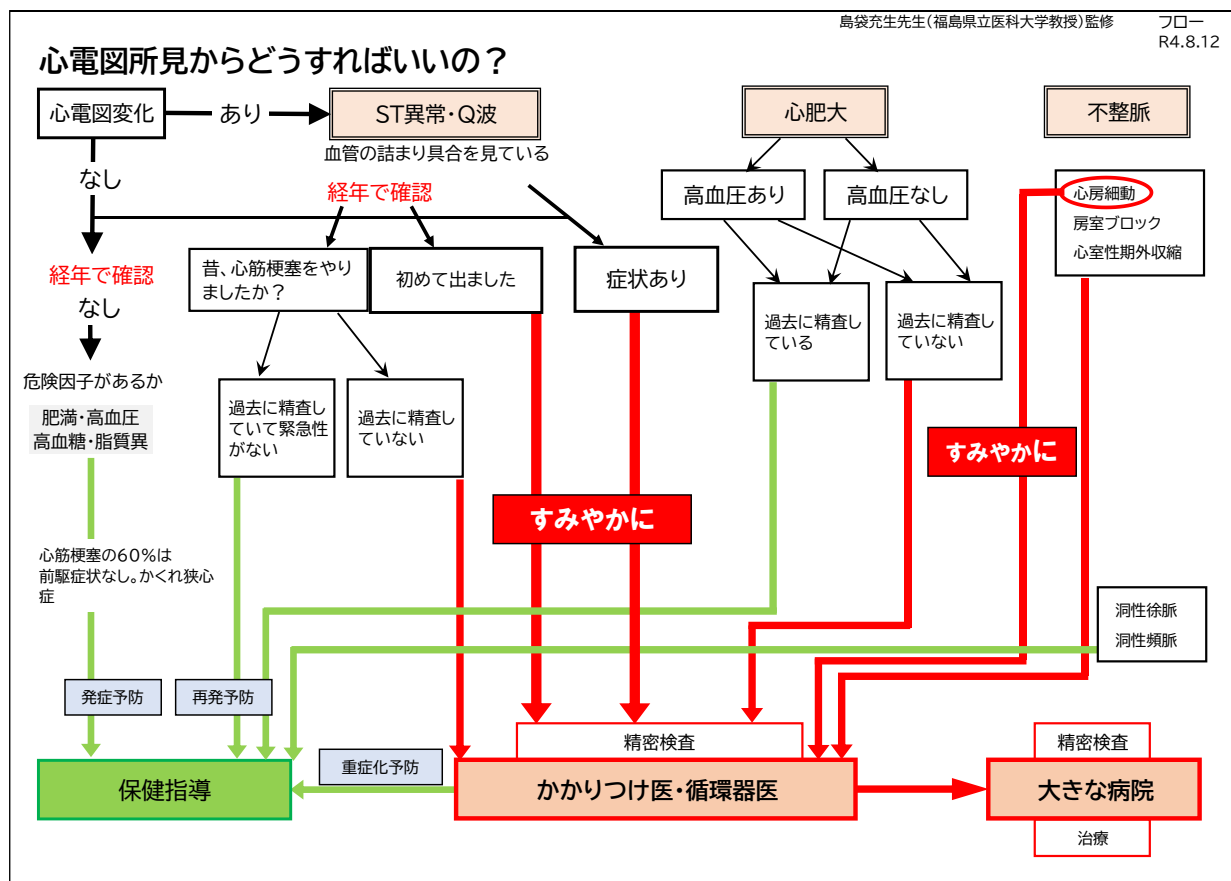 島袋充生先生(福島県立医科大学教授)監修
フロー
R4.8.12
心電図所見からどうすればいいの？
心電図変化
あり
ST異常・Q波
心肥大
不整脈
血管の詰まり具合を見ている
なし
経年で確認
高血圧あり
高血圧なし
心房細動
房室ブロック
心室性期外収縮
経年で確認
なし
昔、心筋梗塞をやり
ましたか？
初めて出ました
症状あり
過去に精査し
ている
過去に精査し
ていない
危険因子があるか
肥満・高血圧
高血糖・脂質異
過去に精査し
ていて緊急性
がない
過去に精査し
ていない
すみやかに
すみやかに
心筋梗塞の60%は
前駆症状なし。かくれ狭心
症
洞性徐脈
洞性頻脈
発症予防
再発予防
精密検査
精密検査
重症化予防
保健指導
かかりつけ医・循環器医
大きな病院
治療